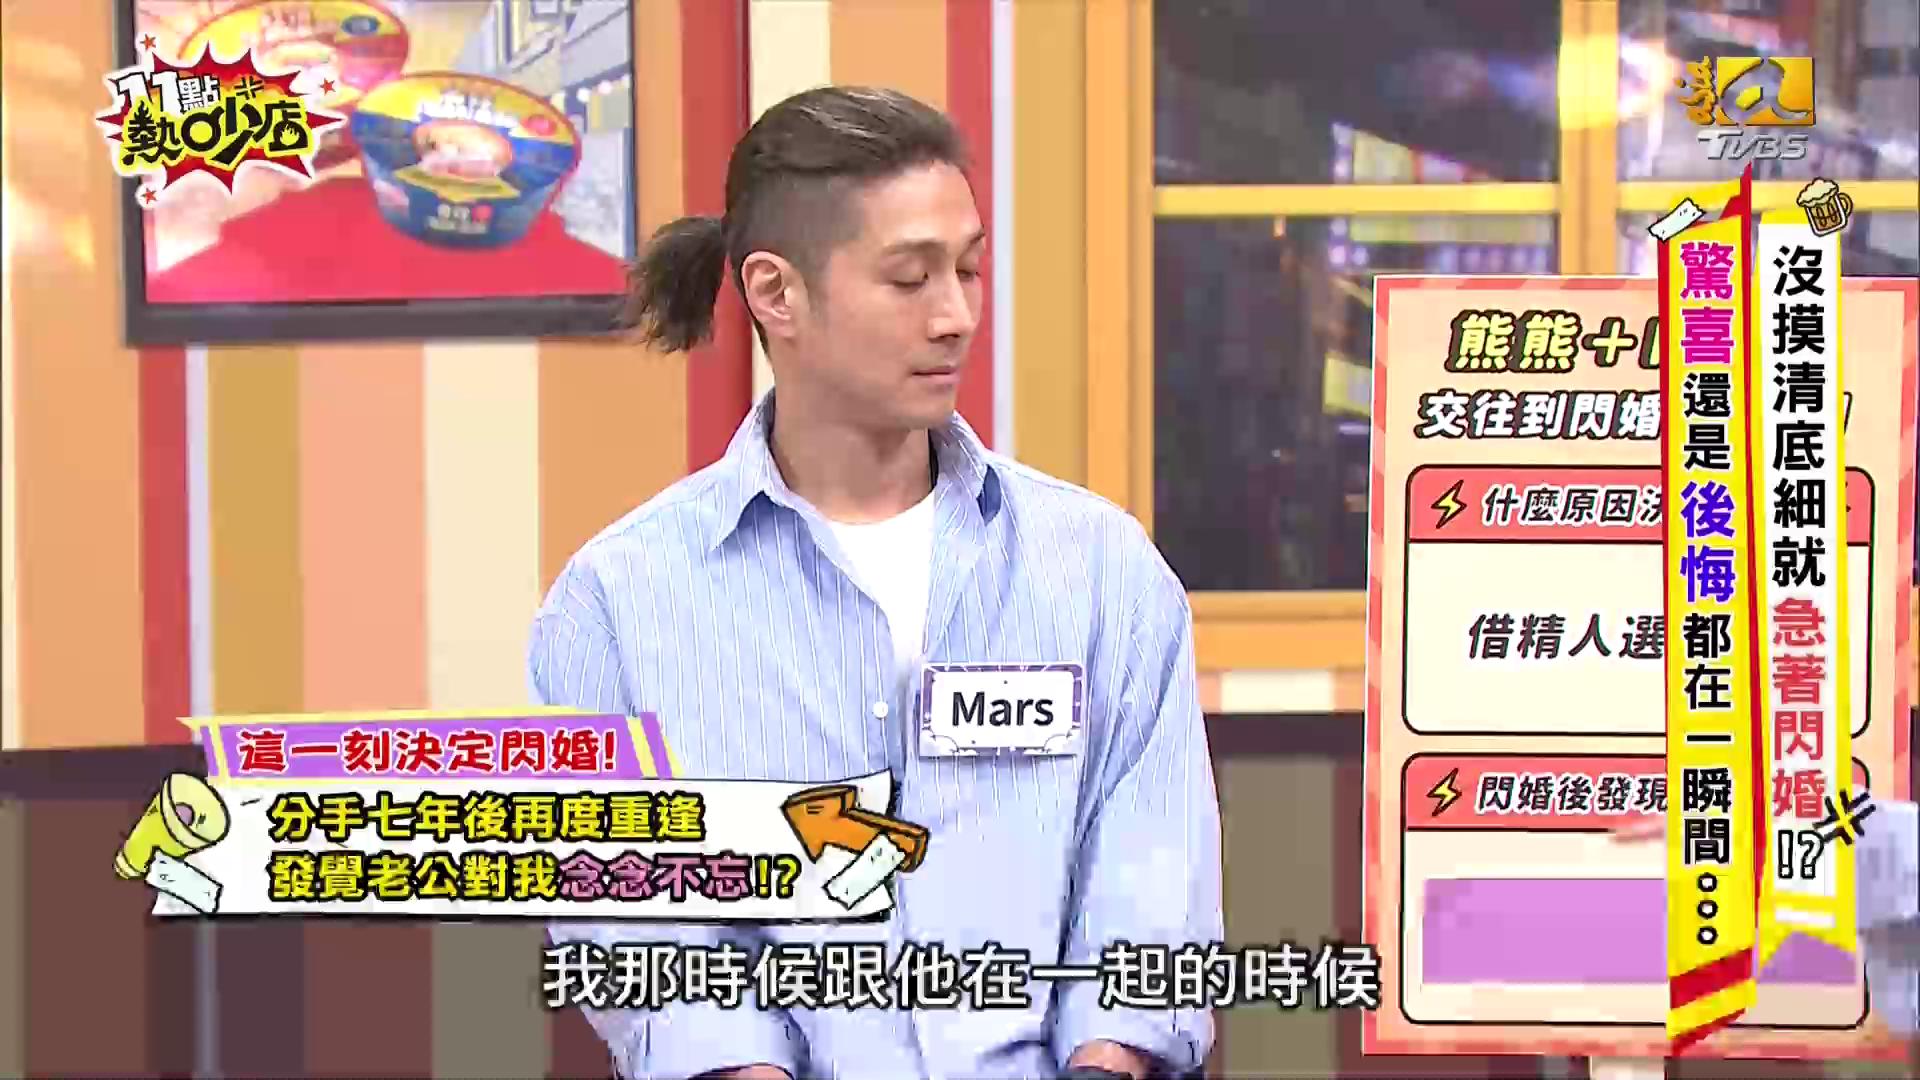 11點
熱吵店
TVBS
沒摸清底細就急著閃婚!?
驚喜還是後悔都在一瞬間...
熊熊+
交往到閃婚
什麼原因決
借精人選
閃婚後發現
Mars
這一刻決定閃婚!
分手七年後再度重逢
發覺老公對我念念不忘!?
我那時候跟他在一起的時候